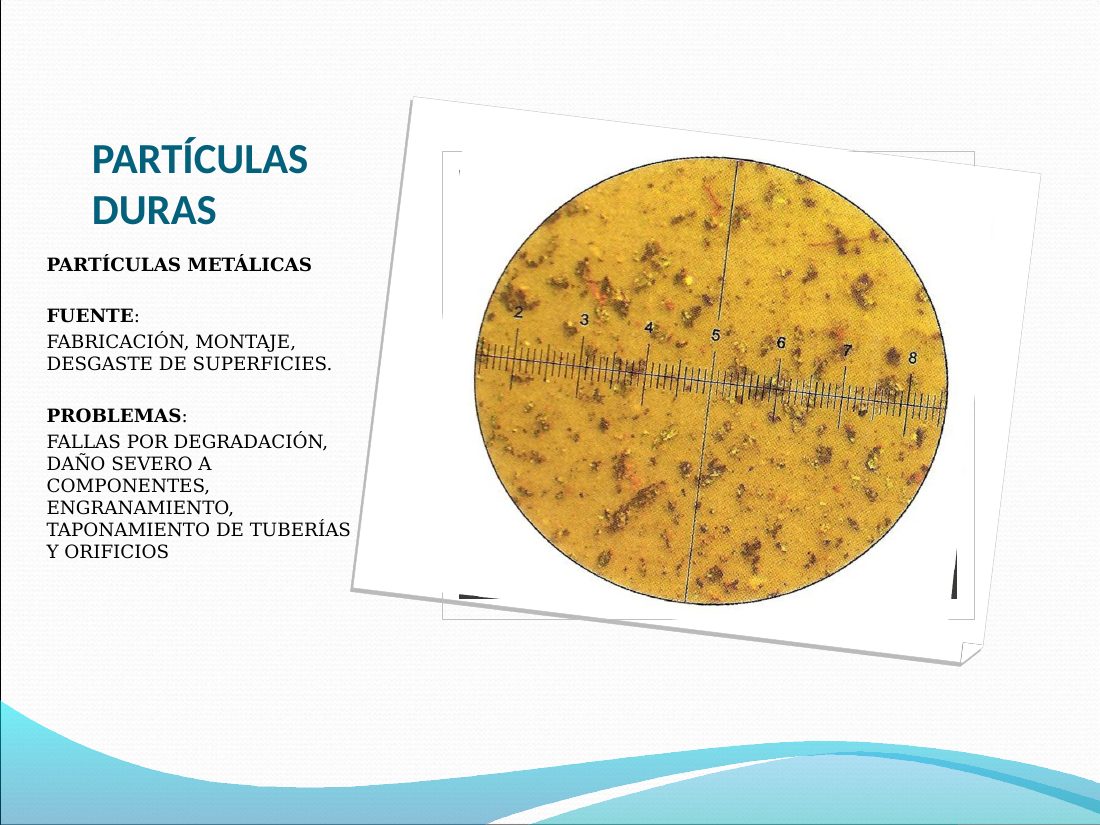 PARTÍCULAS
DURAS
PARTÍCULAS METÁLICAS
FUENTE:
FABRICACIÓN, MONTAJE,
DESGASTE DE SUPERFICIES.
PROBLEMAS:
FALLAS POR DEGRADACIÓN,
DAÑO SEVERO A
COMPONENTES,
ENGRANAMIENTO,
TAPONAMIENTO DE TUBERÍAS
Y ORIFICIOS
2 3 4 5 6 7 8